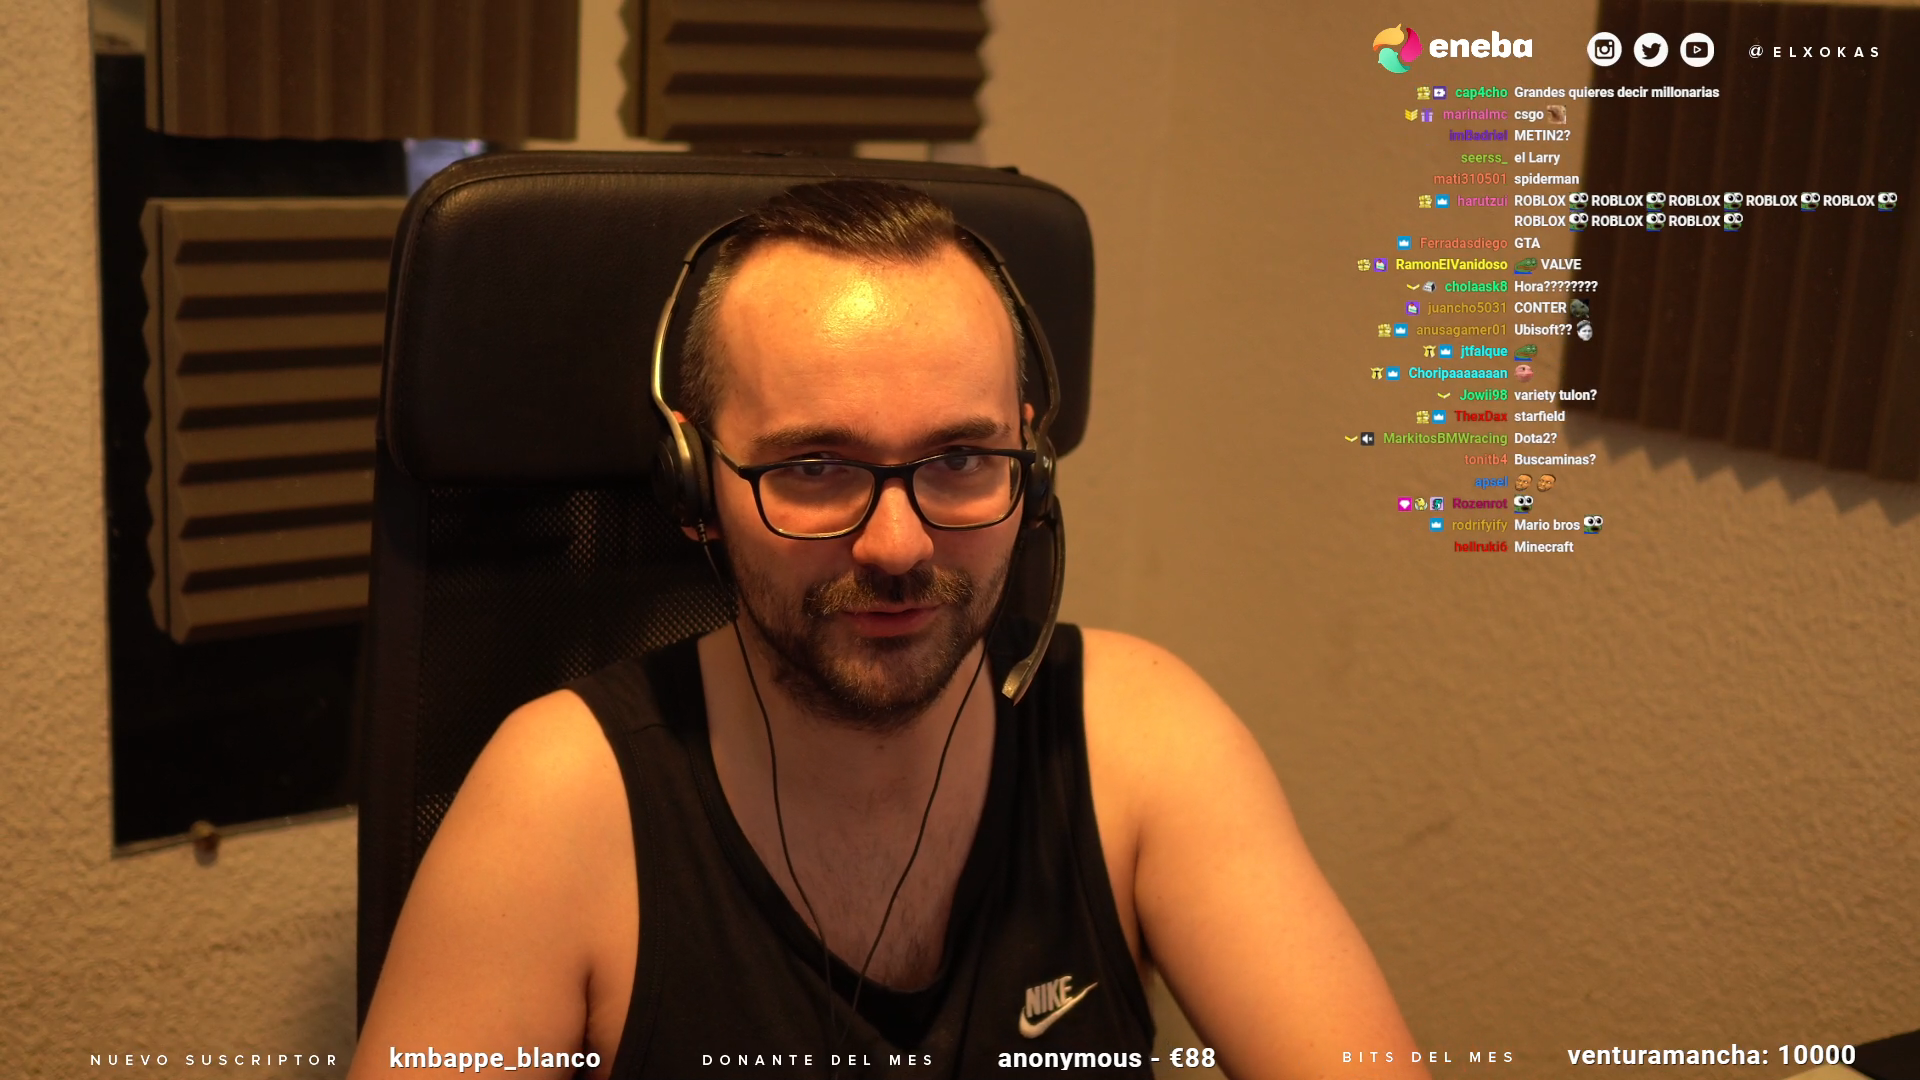 eneba
@ELXOKAS
cap4cho Grandes quieres decir millonarias
marinalmc csgo
imBadriel METIN2?
seerss_ el Larry
mati310501 spiderman
harutzui ROBLOX ROBLOX ROBLOX ROBLOX ROBLOX
ROBLOX ROBLOX ROBLOX
Ferradasdiego GTA
RamonElVanidoso VALVE
cholaask8 Hora????????
juancho5031 CONTER
anusagamer01 Ubisoft??
jtfalque
Choripaaaaaaan
Jowii98 variety tulon?
ThexDax starfield
MarkitosBMWracing Dota2?
tonitb4 Buscaminas?
apsel
Rozenrot
rodrifyify Mario bros
hellruki6 Minecraft
NIKE
NUEVO SUSCRIPTOR kmbappe_blanco DONANTE DEL MES anonymous - €88 BITS DEL MES venturamancha: 10000